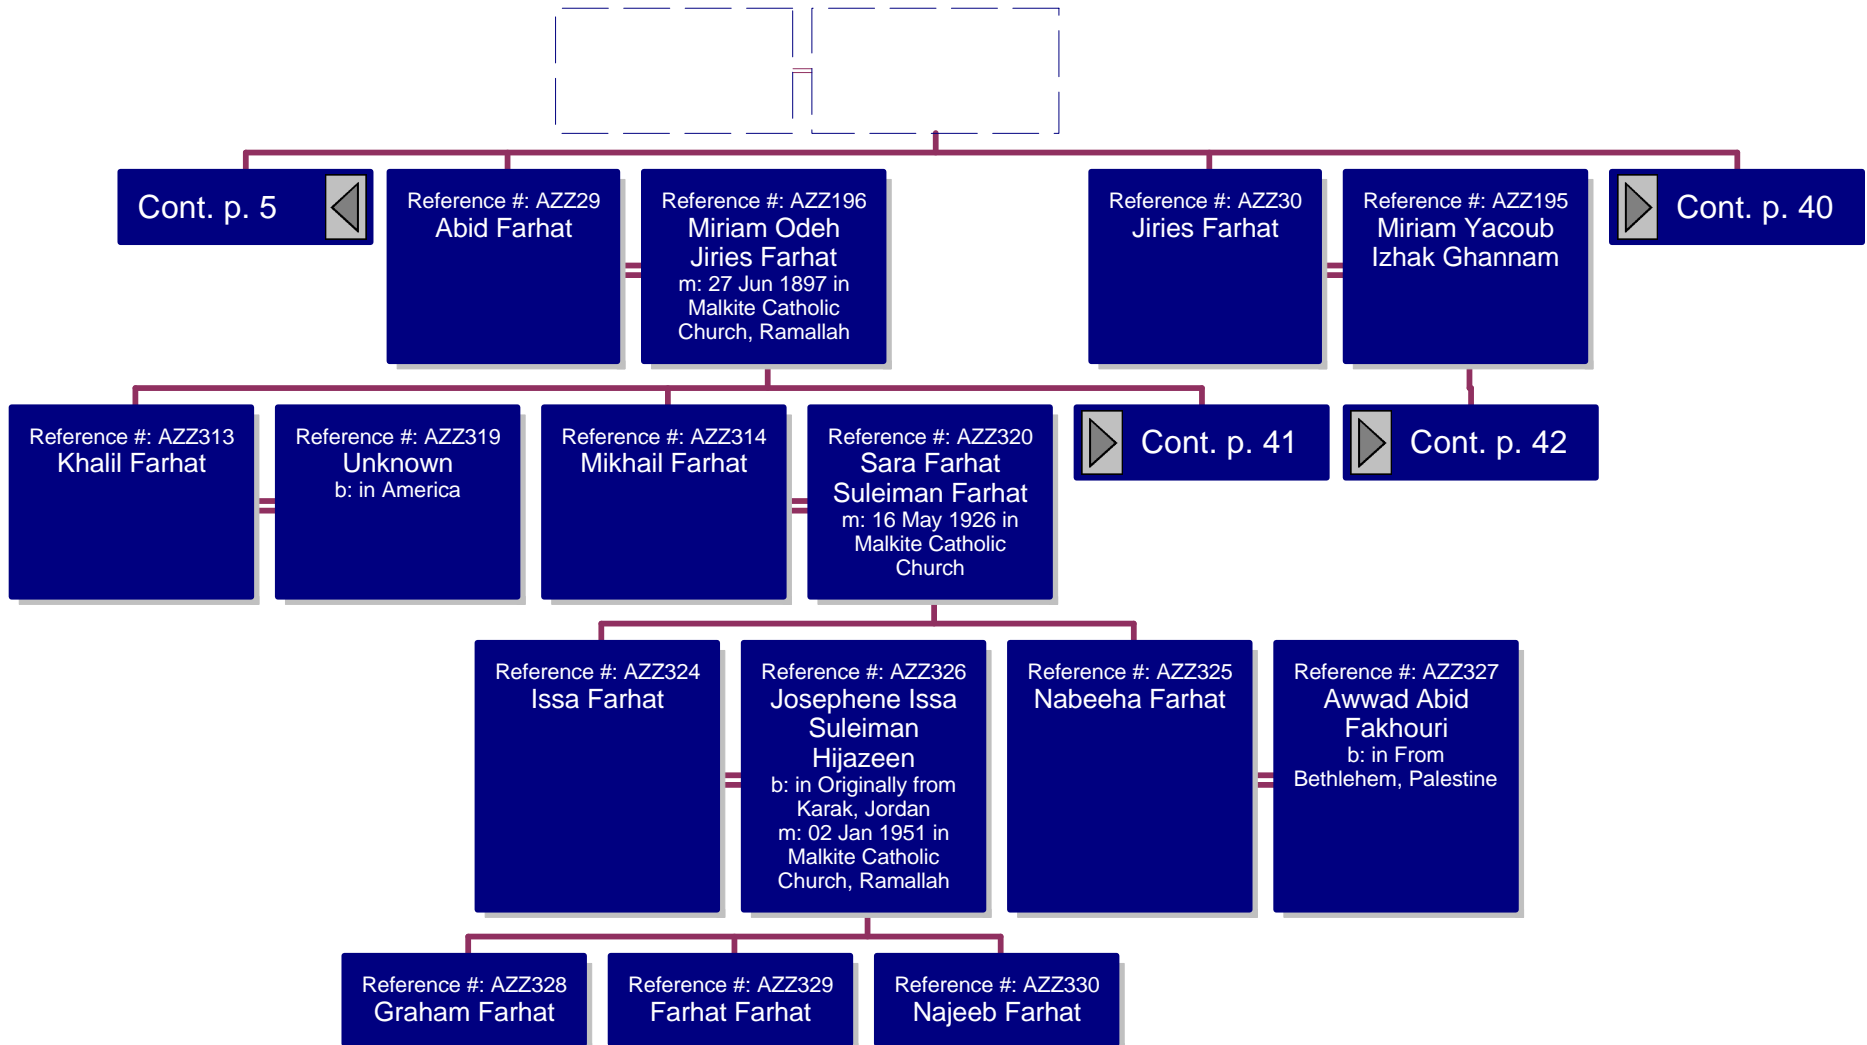 Cont. p. 5
Reference #: AZZ29
Abid Farhat
Reference #: AZZ196
Miriam Odeh
Jiries Farhat
m: 27 Jun 1897 in
Malkite Catholic
Church, Ramallah
Reference #: AZZ30
Jiries Farhat
Reference #: AZZ195
Miriam Yacoub
Izhak Ghannam
Cont. p. 40
Reference #: AZZ313
Khalil Farhat
Reference #: AZZ319
Unknown
b: in America
Reference #: AZZ314
Mikhail Farhat
Reference #: AZZ320
Sara Farhat
Suleiman Farhat
m: 16 May 1926 in
Malkite Catholic
Church
Cont. p. 41
Cont. p. 42
Reference #: AZZ324
Issa Farhat
Reference #: AZZ326
Josephene Issa
Suleiman
Hijazeen
b: in Originally from
Karak, Jordan
m: 02 Jan 1951 in
Malkite Catholic
Church, Ramallah
Reference #: AZZ325
Nabeeha Farhat
Reference #: AZZ327
Awwad Abid
Fakhouri
b: in From
Bethlehem, Palestine
Reference #: AZZ328
Graham Farhat
Reference #: AZZ329
Farhat Farhat
Reference #: AZZ330
Najeeb Farhat